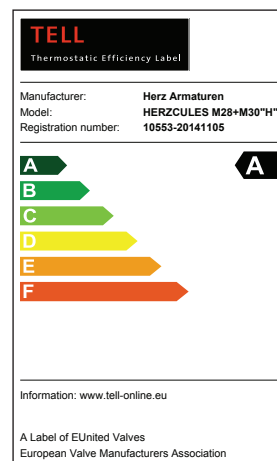 TELL
Thermostatic Efficiency Label
Manufacturer: Herz Armaturen
Model: HERZCULES M28+M30"H"
Registration number: 10553-20141105
A A
B
C
D
E
F
Information: www.tell-online.eu
A Label of EUnited Valves
European Valve Manufacturers Association